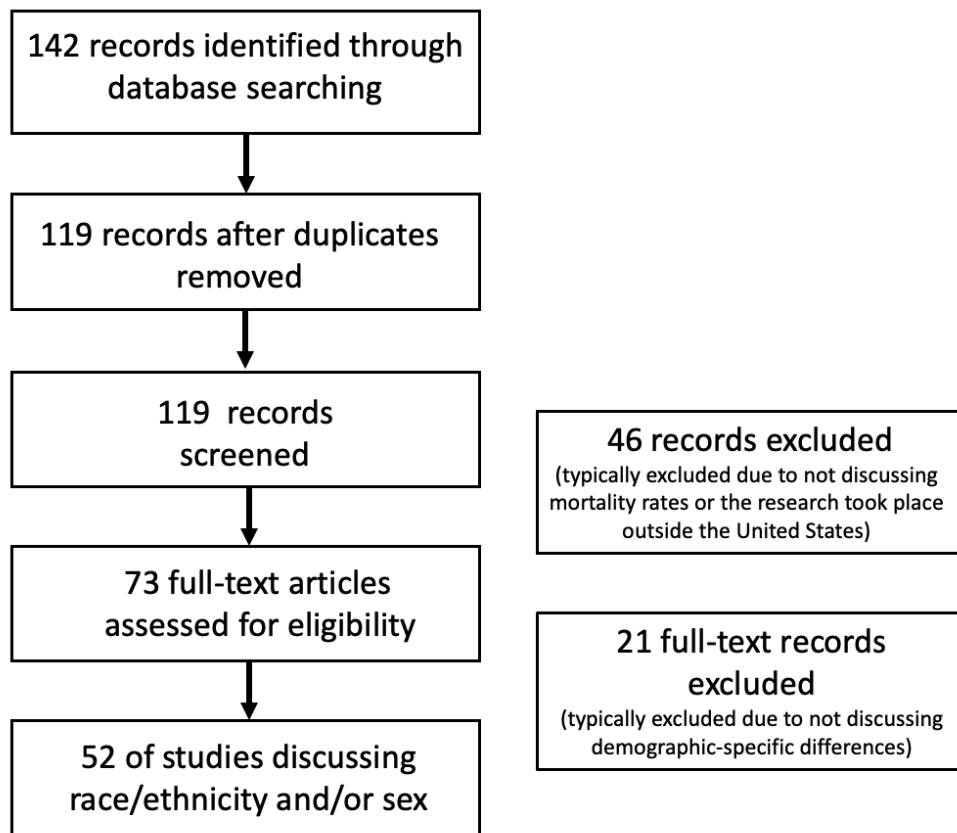 142 records identified through
database searching
119 records after duplicates
removed
119 records
screened
46 records excluded
(typically excluded due to not discussing
mortality rates or the research took place
outside the United States)
73 full-text articles
assessed for eligibility
21 full-text records
excluded
(typically excluded due to not discussing
demographic-specific differences)
52 of studies discussing
race/ethnicity and/or sex